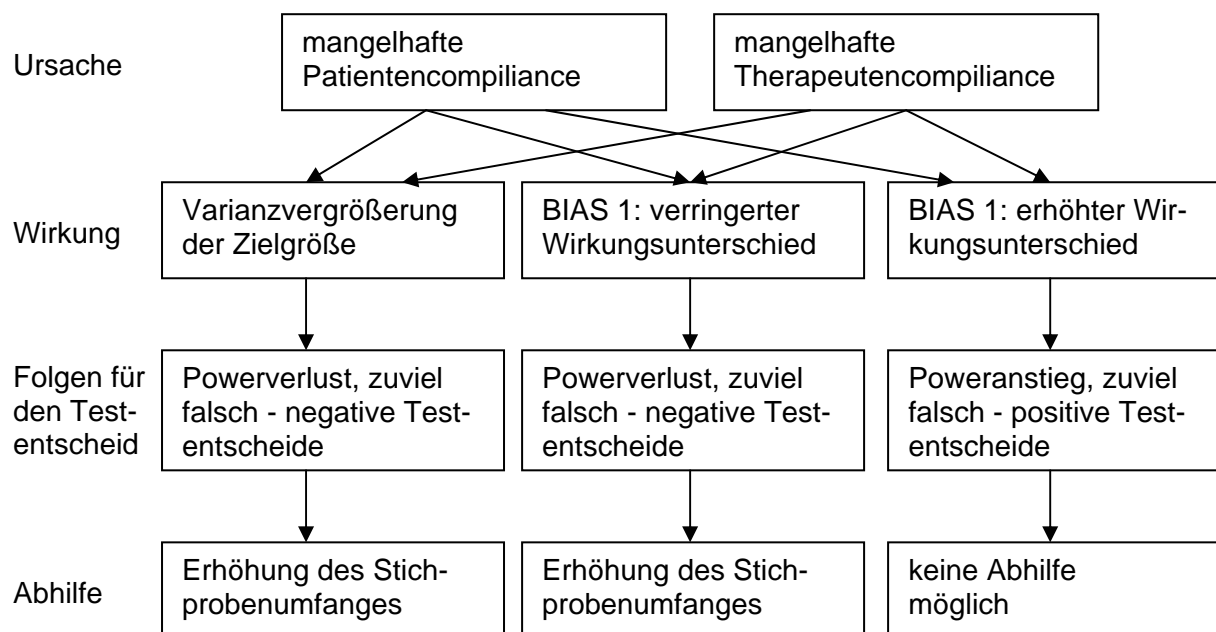 Ursache
mangelhafte
Patientencompiliance
mangelhafte
Therapeutencompiliance
Wirkung
Varianzvergrößerung
der Zielgröße
BIAS 1: verringerter
Wirkungsunterschied
BIAS 1: erhöhter Wir-
kungsunterschied
Folgen für
den Test-
entscheid
Powerverlust, zuviel
falsch - negative Test-
entscheide
Powerverlust, zuviel
falsch - negative Test-
entscheide
Poweranstieg, zuviel
falsch - positive Test-
entscheide
Abhilfe
Erhöhung des Stich-
probenumfanges
Erhöhung des Stich-
probenumfanges
keine Abhilfe
möglich